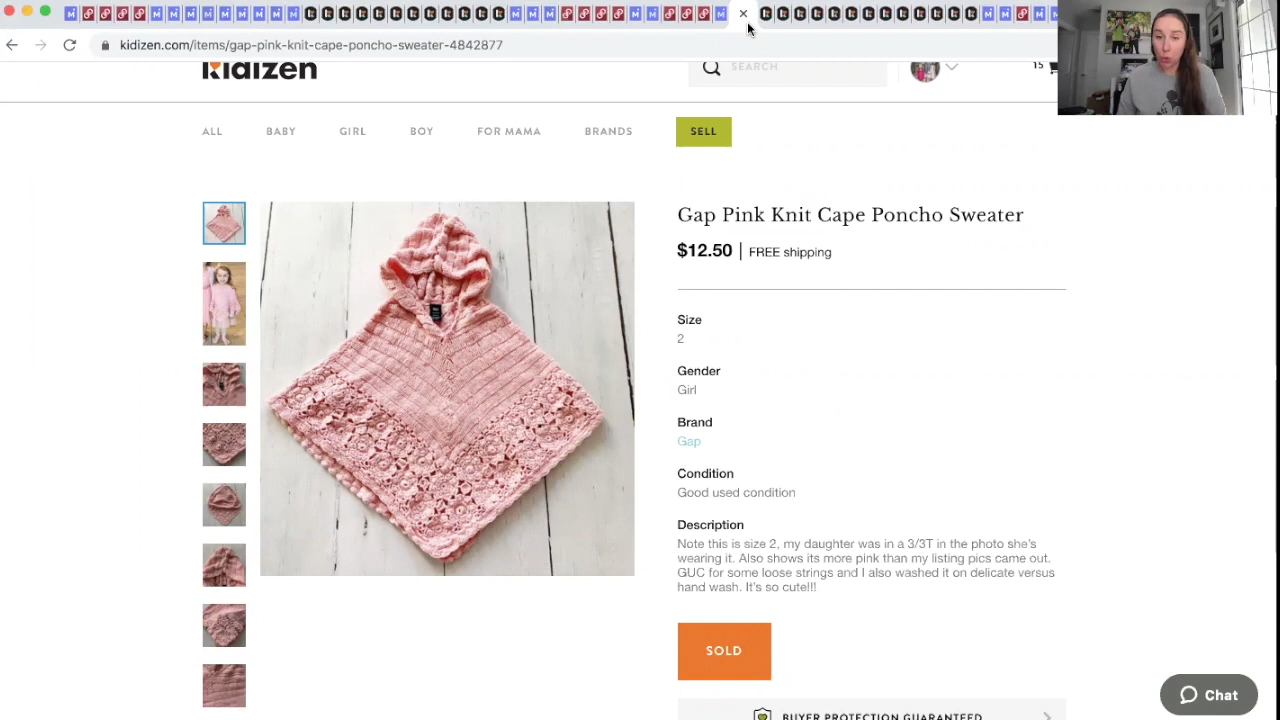 kidizen.com/items/gap-pink-knit-cape-poncho-sweater-4842877
kidizen
SEARCH
15
ALL BABY GIRL BOY FOR MAMA BRANDS SELL
Gap Pink Knit Cape Poncho Sweater
$12.50 | FREE shipping
Size
2
Gender
Girl
Brand
Gap
Condition
Good used condition
Description
Note this is size 2, my daughter was in a 3/3T in the photo she's
wearing it. Also shows its more pink than my listing pics came out.
GUC for some loose strings and I also washed it on delicate versus
hand wash. It's so cute!!!
SOLD
BUYER PROTECTION GUARANTEED
Chat